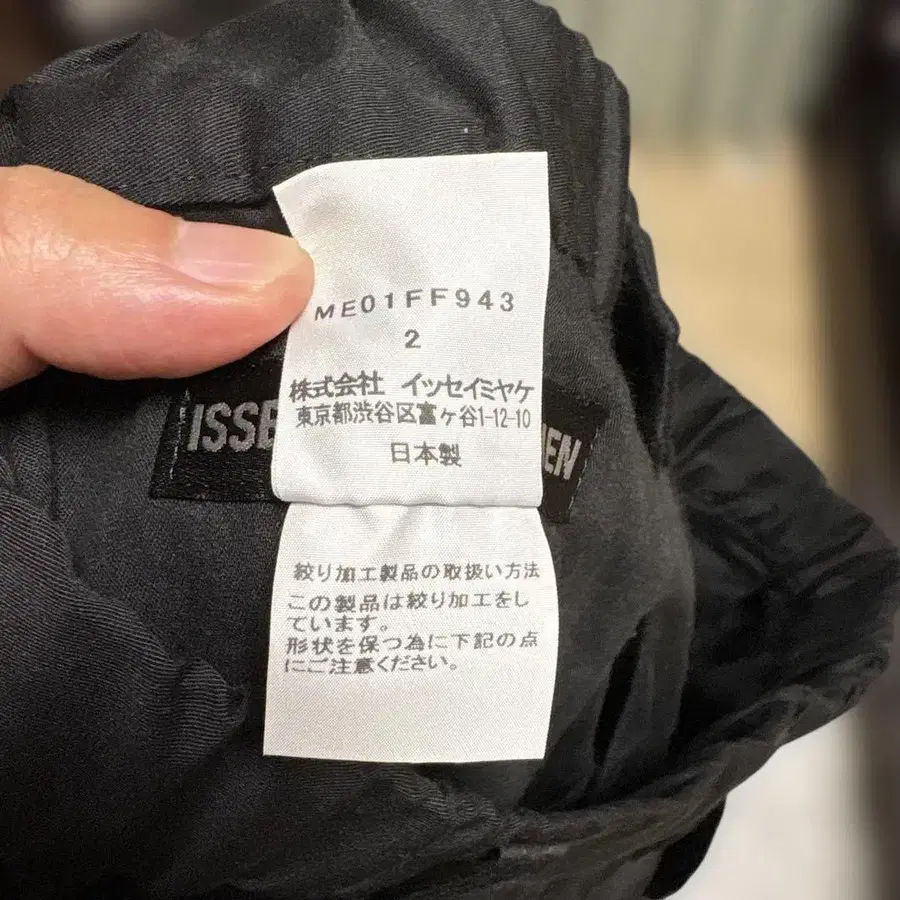 ME01FF943
2
株式会社 イッセイミヤケ
東京都渋谷区富ヶ谷1-12-10
日本製
絞り加工製品の取扱い方法
この製品は絞り加工をし
ています。
形状を保つ為に下記の点
にご注意ください。